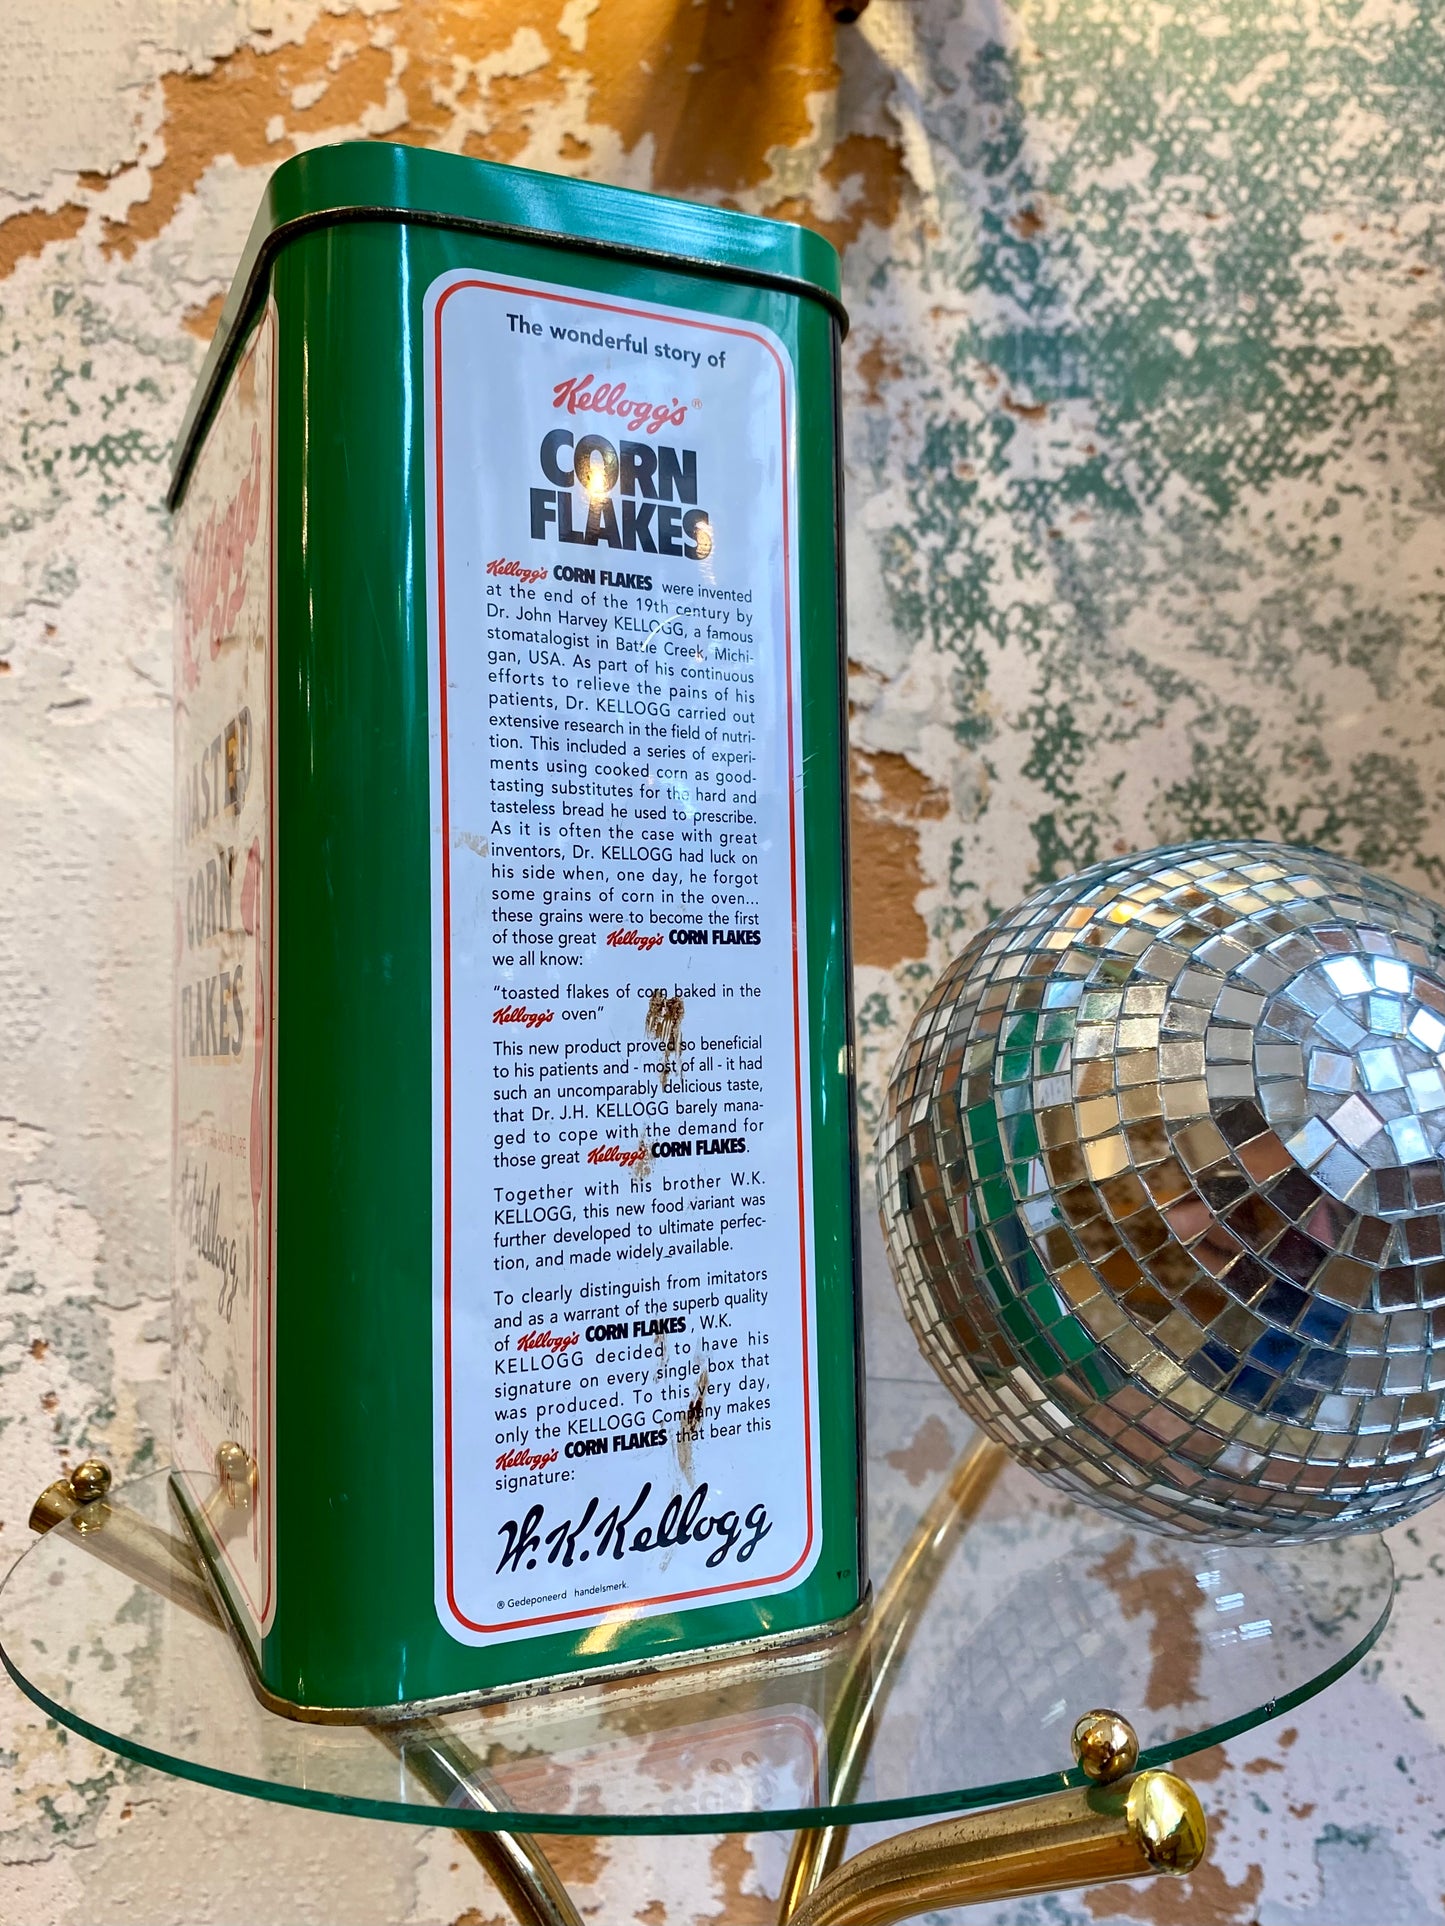 The wonderful story of
Kellogg's®
CORN
FLAKES
Kellogg's CORN FLAKES were invented
at the end of the 19th century by
Dr. John Harvey KELLOGG, a famous
stomatalogist in Battle Creek, Michi-
gan, USA. As part of his continuous
efforts to relieve the pains of his
patients, Dr. KELLOGG carried out
extensive research in the field of nutri-
tion. This included a series of experi-
ments using cooked corn as good-
tasting substitutes for the hard and
tasteless bread he used to prescribe.
As it is often the case with great
inventors, Dr. KELLOGG had luck on
his side when, one day, he forgot
some grains of corn in the oven...
these grains were to become the first
of those great Kellogg's CORN FLAKES
we all know:
"toasted flakes of corn baked in the
Kellogg's oven"
This new product proved so beneficial
to his patients and - most of all - it had
such an uncomparably delicious taste,
that Dr. J.H. KELLOGG barely mana-
ged to cope with the demand for
those great Kellogg's CORN FLAKES.
Together with his brother W.K.
KELLOGG, this new food variant was
further developed to ultimate perfec-
tion, and made widely available.
To clearly distinguish from imitators
and as a warrant of the superb quality
of Kellogg's CORN FLAKES, W.K.
KELLOGG decided to have his
signature on every single box that
was produced. To this very day,
only the KELLOGG Company makes
Kellogg's CORN FLAKES that bear this
signature:
W.K.Kellogg
® Gedeponeerd handelsmerk.
Kellogg's
CORN
FLAKES
Kellogg